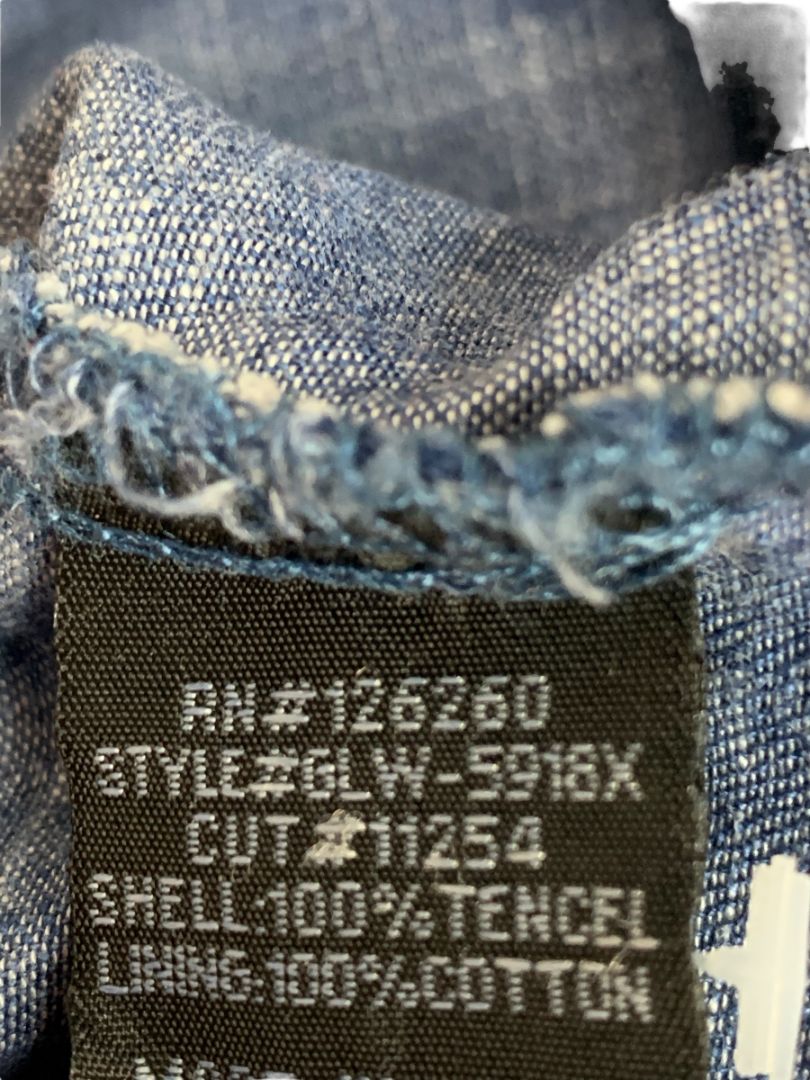 RN#126260
STYLE#GLW-5918X
CUT#11254
SHELL:100%TENCEL
LINING:100%COTTON